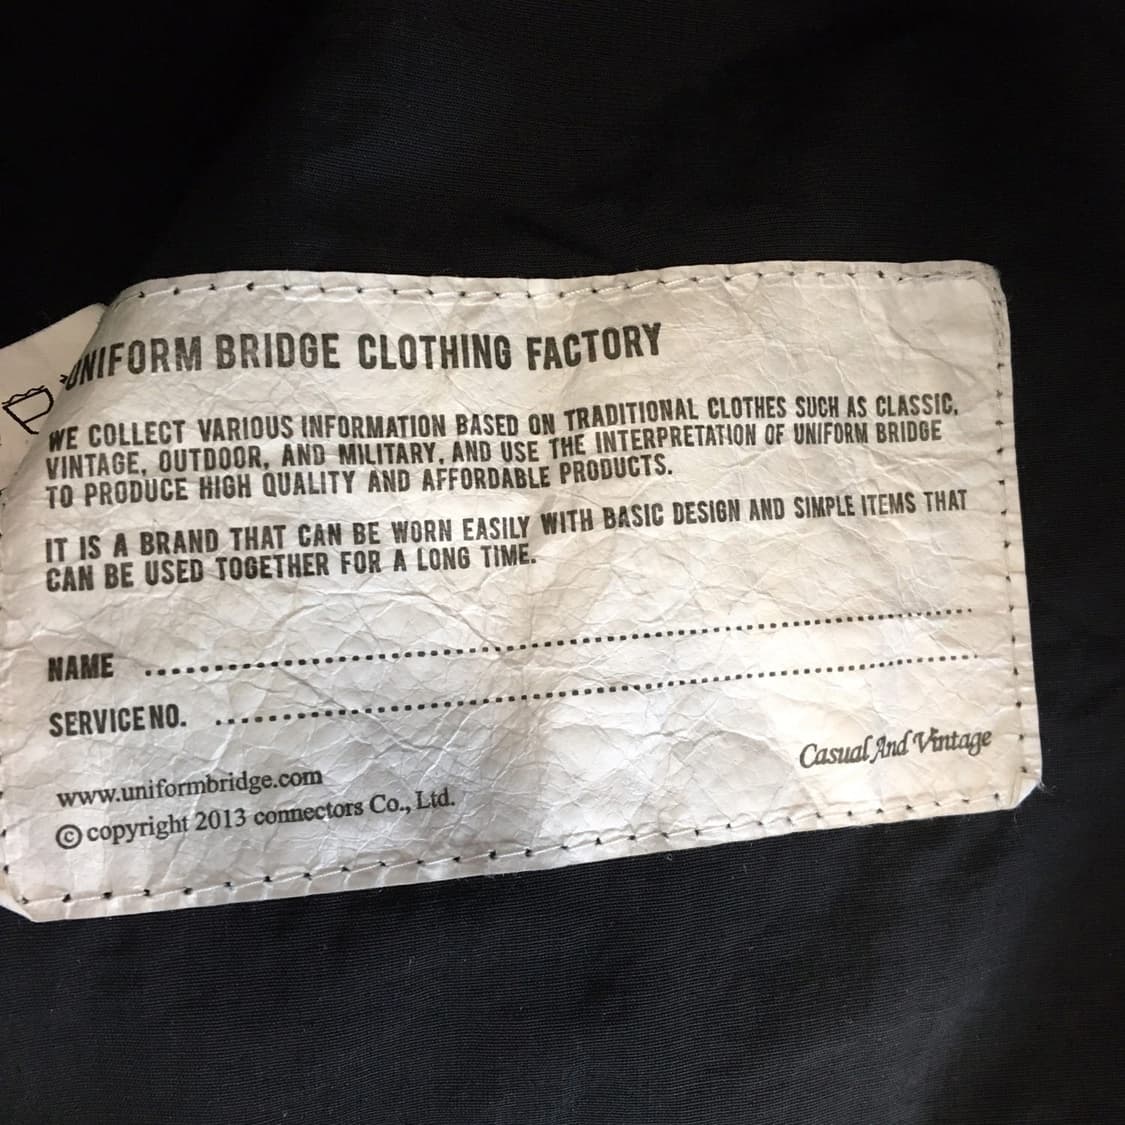 UNIFORM BRIDGE CLOTHING FACTORY
WE COLLECT VARIOUS INFORMATION BASED ON TRADITIONAL CLOTHES SUCH AS CLASSIC,
VINTAGE, OUTDOOR, AND MILITARY, AND USE THE INTERPRETATION OF UNIFORM BRIDGE
TO PRODUCE HIGH QUALITY AND AFFORDABLE PRODUCTS.
IT IS A BRAND THAT CAN BE WORN EASILY WITH BASIC DESIGN AND SIMPLE ITEMS THAT
CAN BE USED TOGETHER FOR A LONG TIME.
NAME
SERVICE NO.
Casual And Vintage
www.uniformbridge.com
© copyright 2013 connectors Co., Ltd.